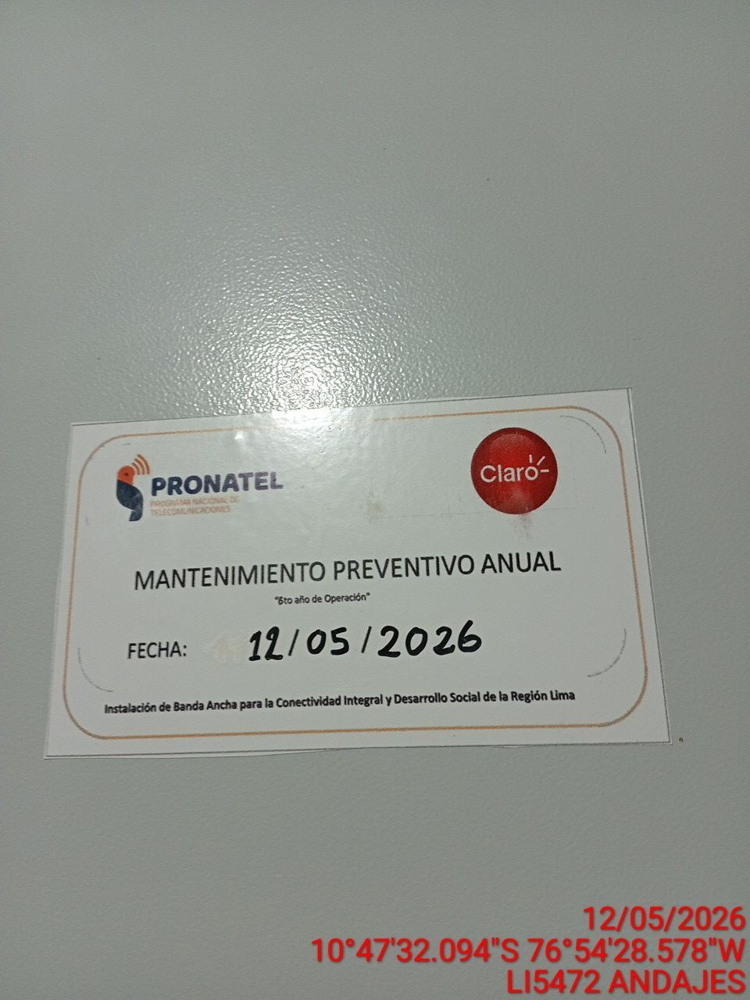 PRONATEL
PROGRAMA NACIONAL DE
TELECOMUNICACIONES
Claro
MANTENIMIENTO PREVENTIVO ANUAL
"6to año de Operación"
FECHA: 12/05/2026
Instalación de Banda Ancha para la Conectividad Integral y Desarrollo Social de la Región Lima
12/05/2026
10°47'32.094"S 76°54'28.578"W
LI5472 ANDAJES